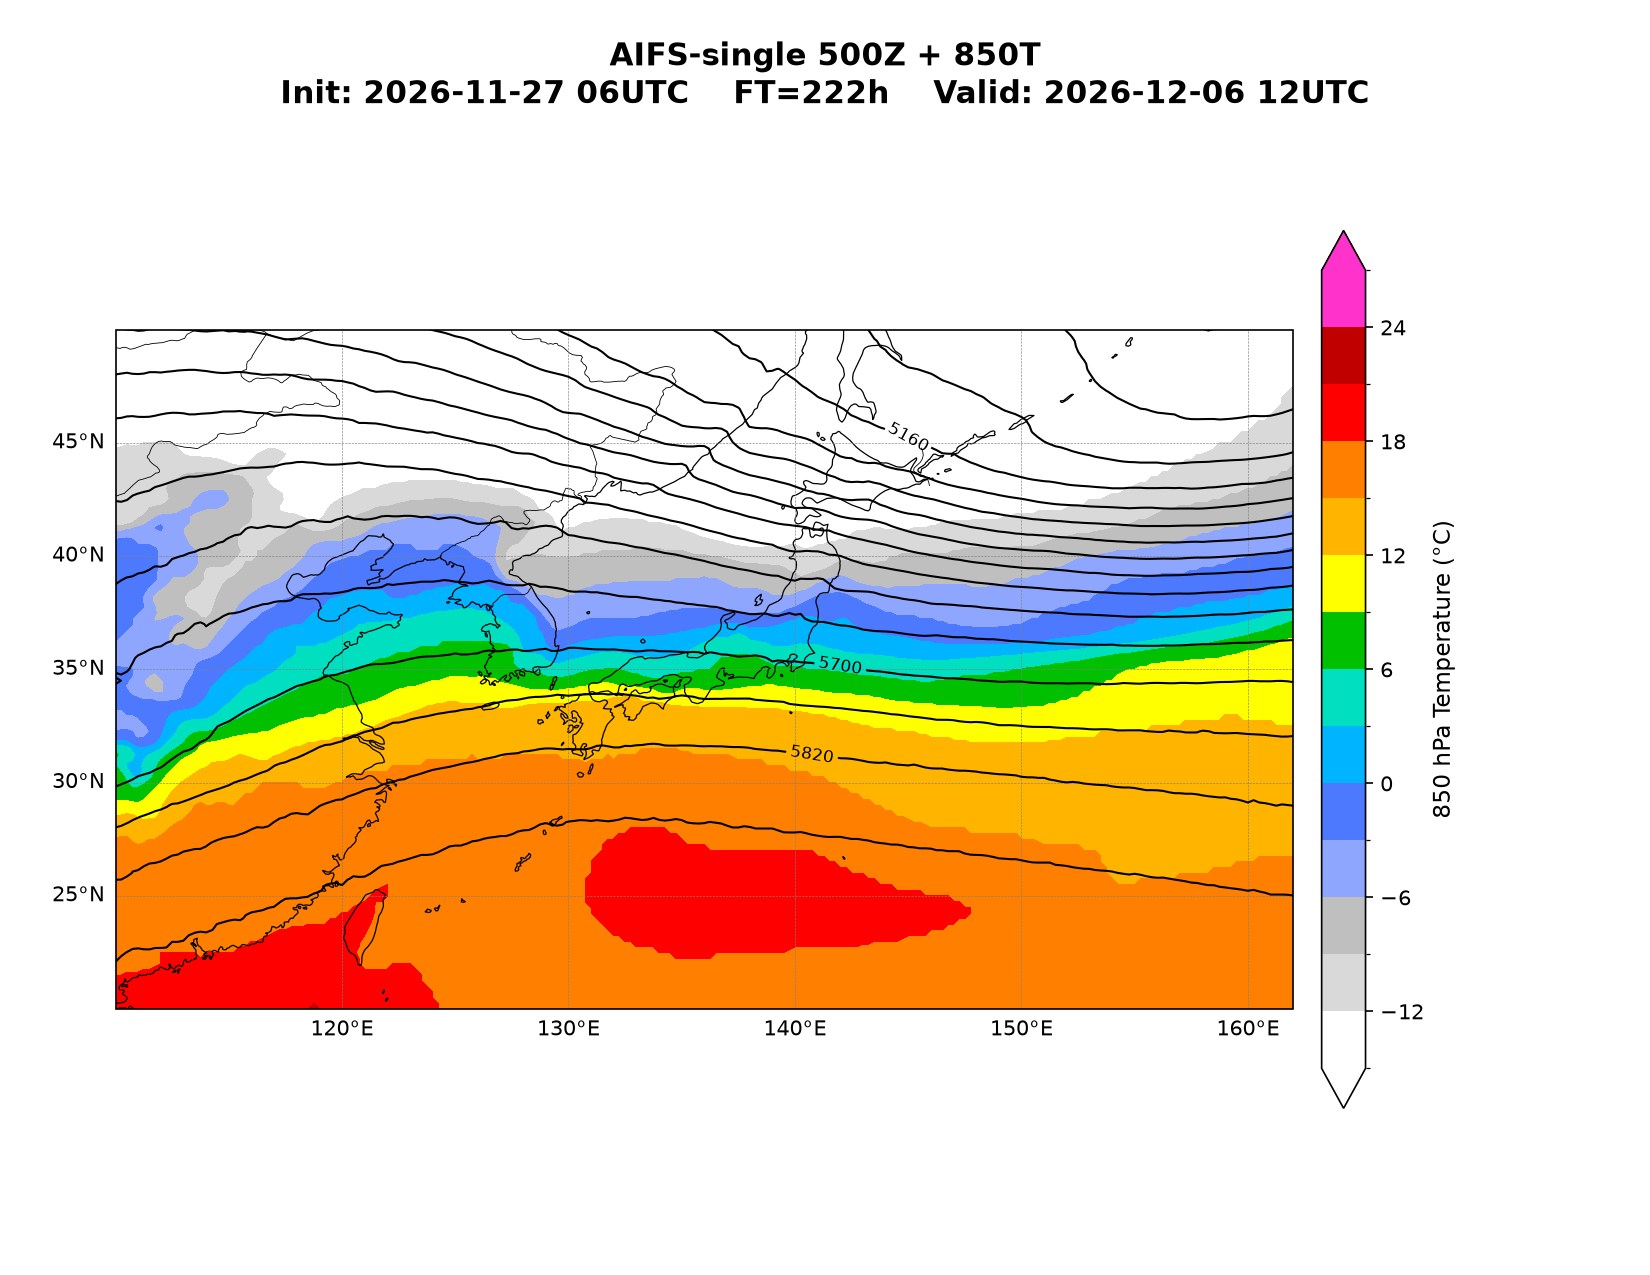 AIFS-single 500Z + 850T
Init: 2026-11-27 06UTC    FT=222h    Valid: 2026-12-06 12UTC
45°N
40°N
35°N
30°N
25°N
120°E
130°E
140°E
150°E
160°E
5160
5700
5820
24
18
12
6
0
−6
−12
850 hPa Temperature (°C)